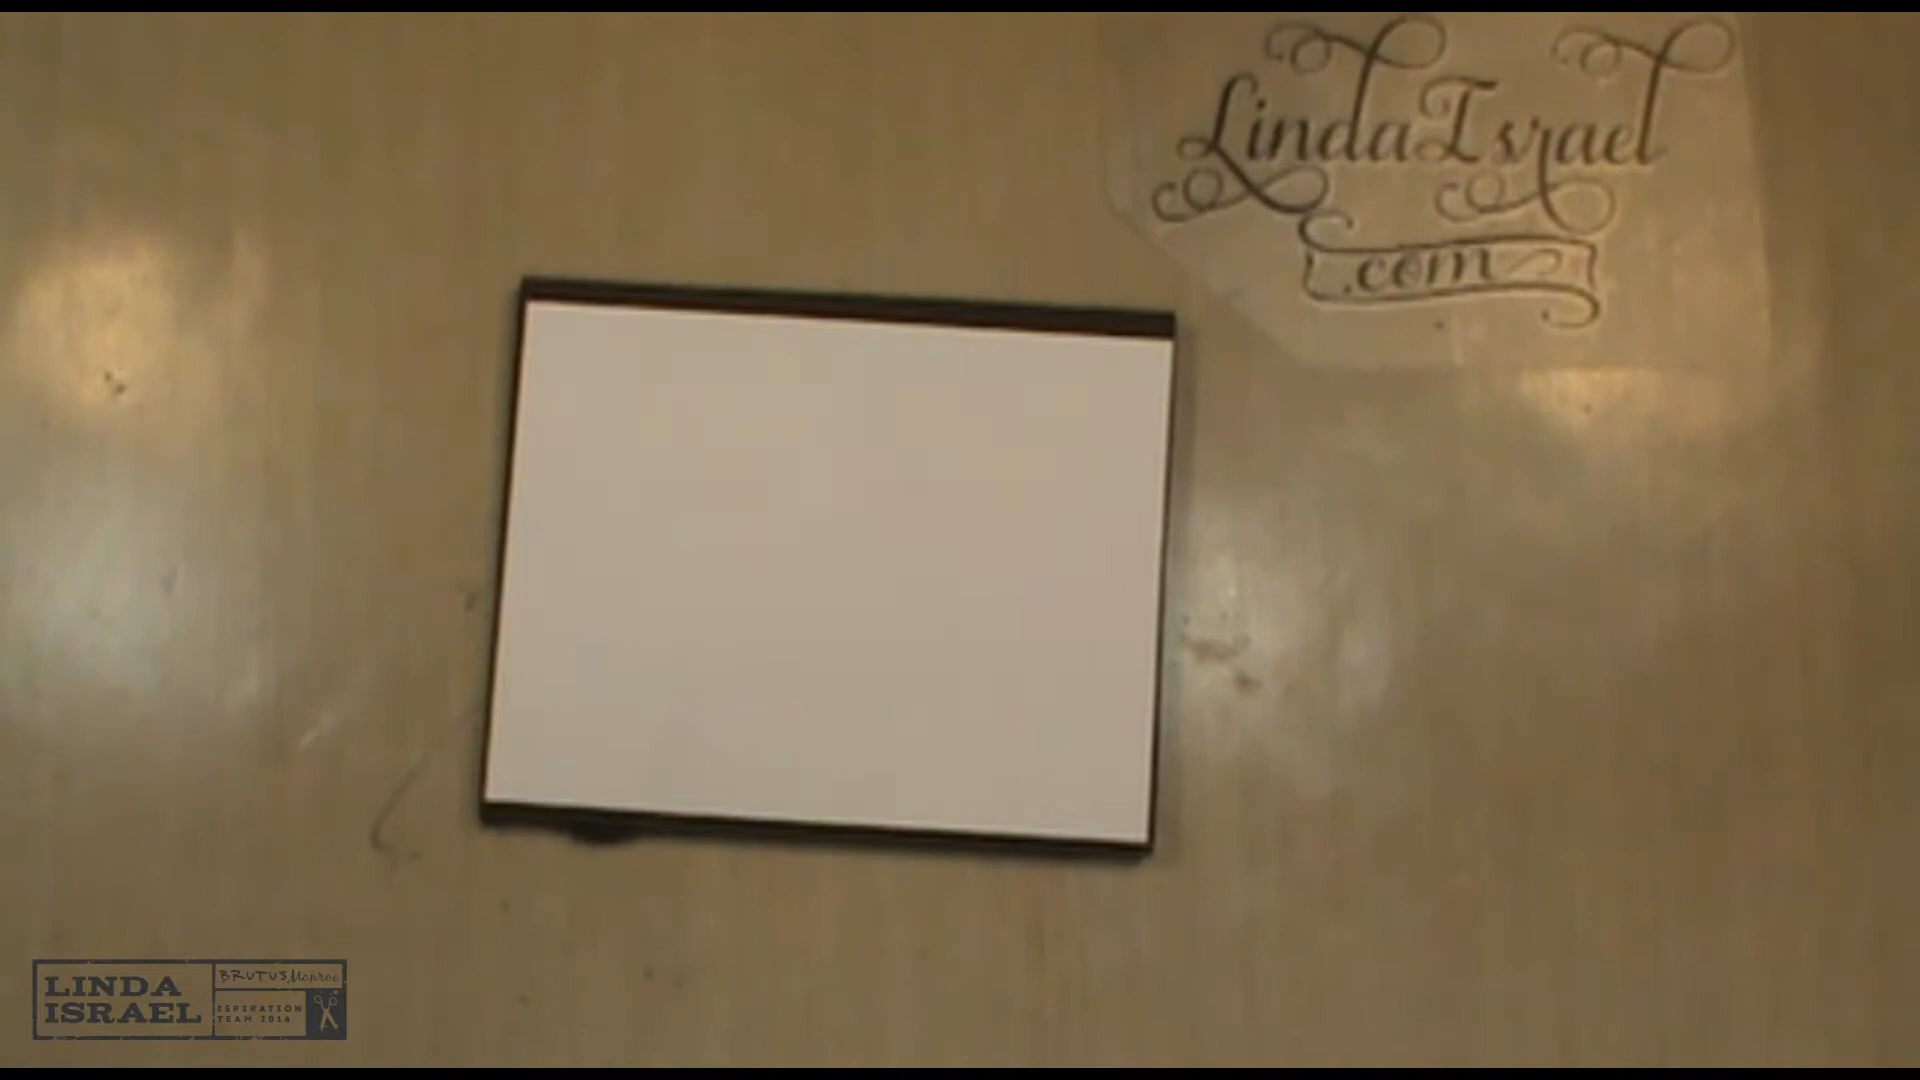 LindaIsrael
.com
LINDA
ISRAEL
BRUTUS Monroe
INSPIRATION
TEAM 2016